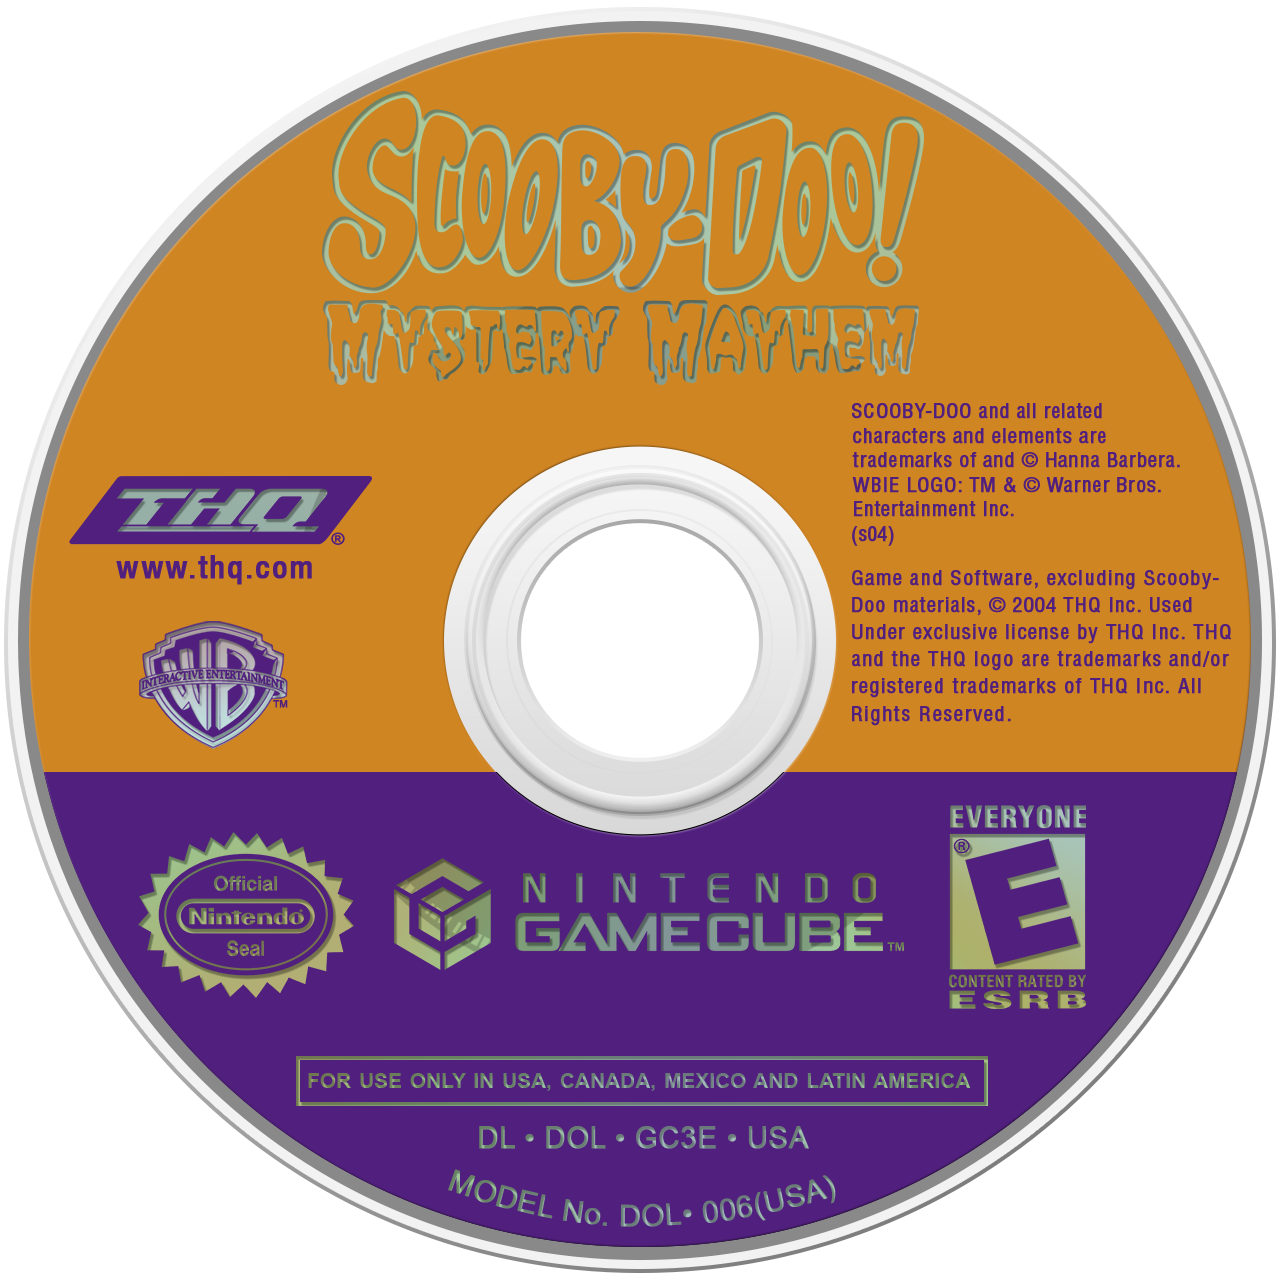 SCOOBY-DOO!
MYSTERY MAYHEM
SCOOBY-DOO and all related
characters and elements are
trademarks of and © Hanna Barbera.
WBIE LOGO: TM & © Warner Bros.
Entertainment Inc.
(s04)
THQ®
www.thq.com
Game and Software, excluding Scooby-
Doo materials, © 2004 THQ Inc. Used
Under exclusive license by THQ Inc. THQ
and the THQ logo are trademarks and/or
registered trademarks of THQ Inc. All
Rights Reserved.
WB
INTERACTIVE ENTERTAINMENT
TM
Official
Nintendo®
Seal
NINTENDO
GAMECUBE™
EVERYONE
E®
CONTENT RATED BY
ESRB
FOR USE ONLY IN USA, CANADA, MEXICO AND LATIN AMERICA
DL • DOL • GC3E • USA
MODEL No. DOL• 006(USA)